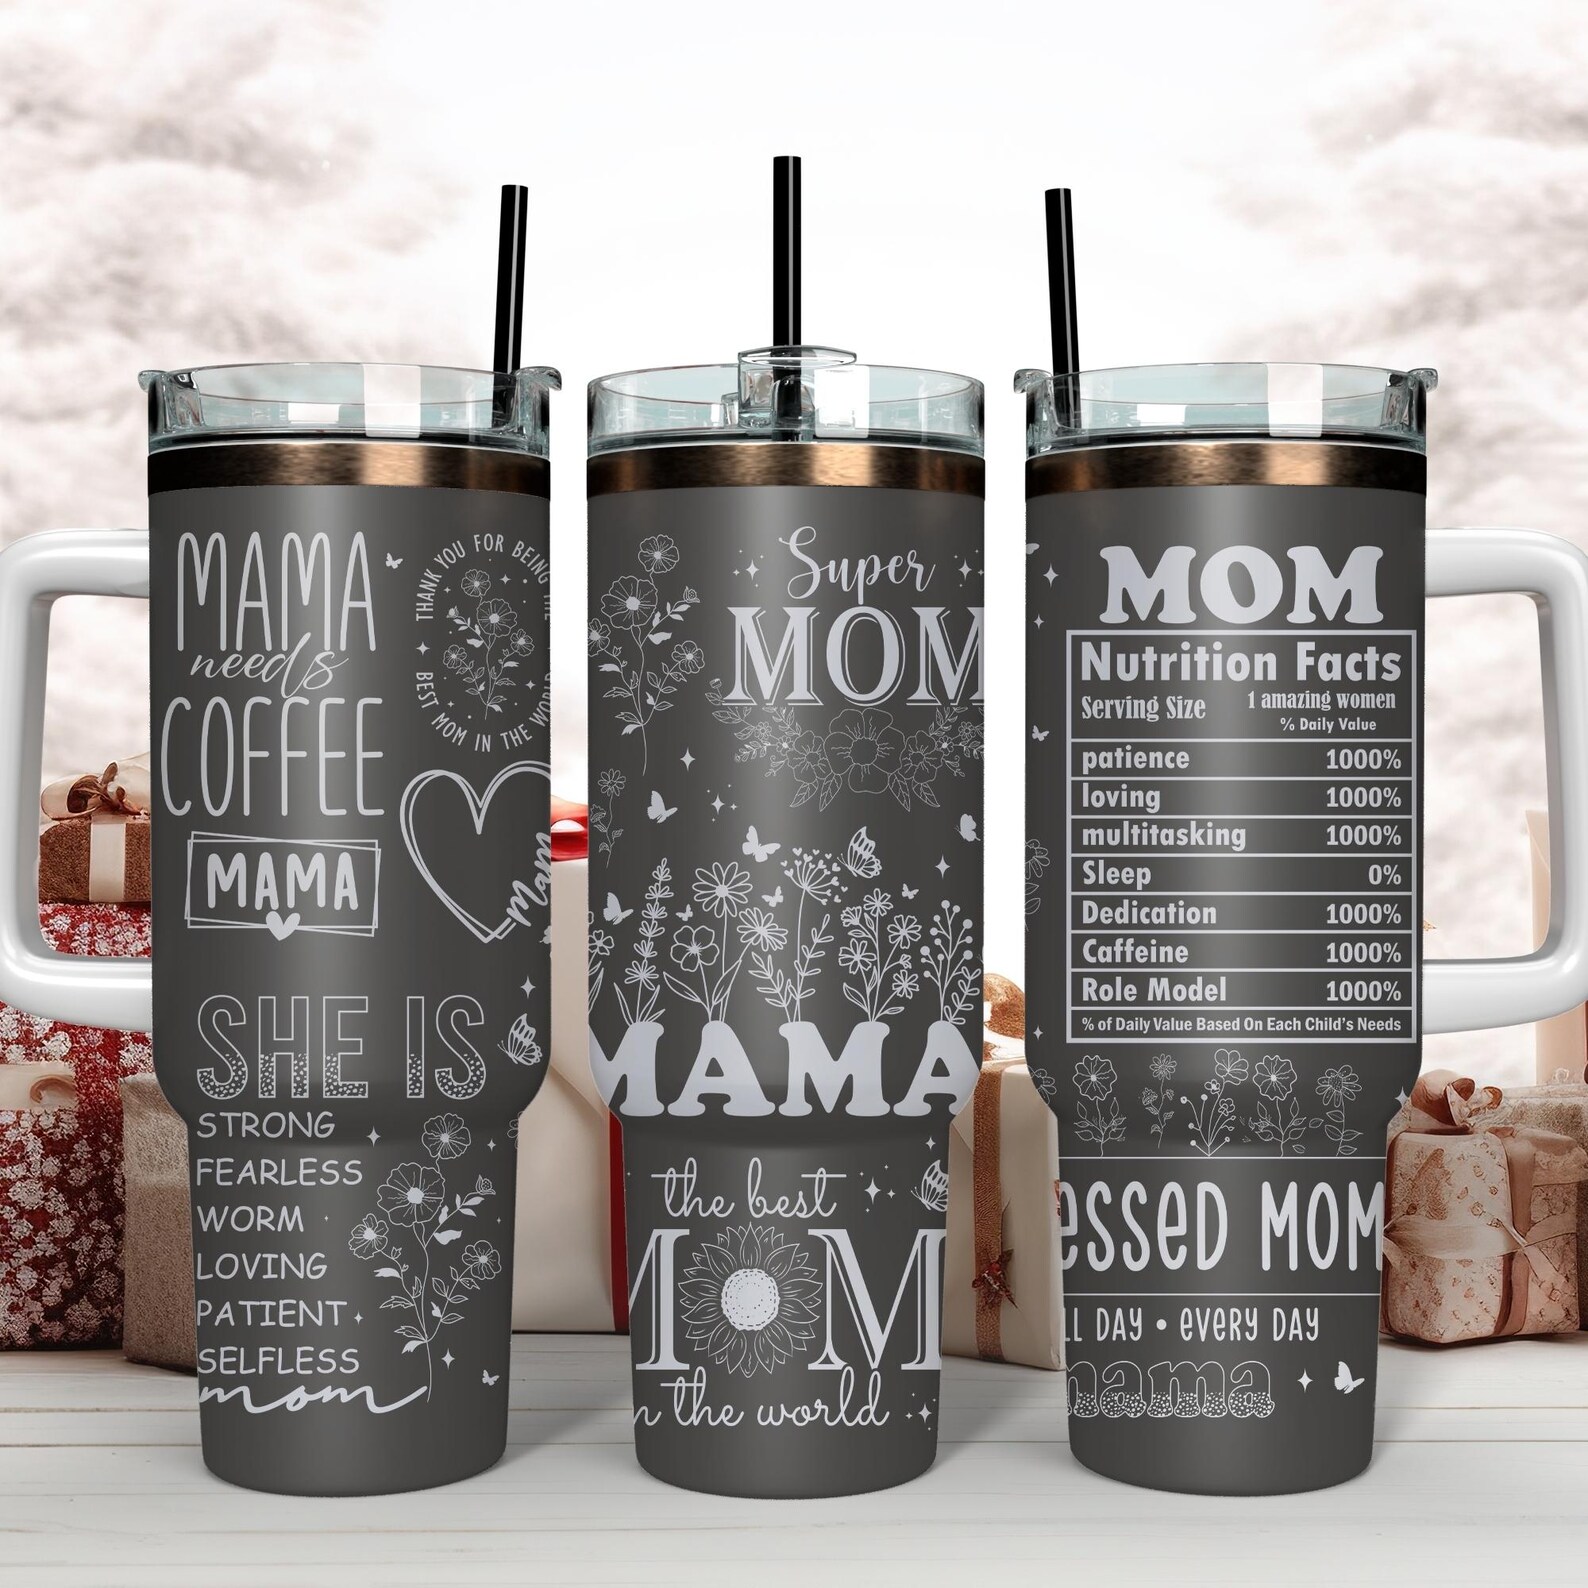 MAMA
needs
COFFEE
THANK YOU FOR BEING THE
BEST MOM IN THE WORLD
MAMA
Mam
SHE IS
STRONG
FEARLESS
WORM
LOVING
PATIENT
SELFLESS
mom
Super
MOM
MAMA
the best
MOM
in the world
MOM
Nutrition Facts
Serving Size 1 amazing women
% Daily Value
patience 1000%
loving 1000%
multitasking 1000%
Sleep 0%
Dedication 1000%
Caffeine 1000%
Role Model 1000%
% of Daily Value Based On Each Child's Needs
essed mom
ll day • every day
mama